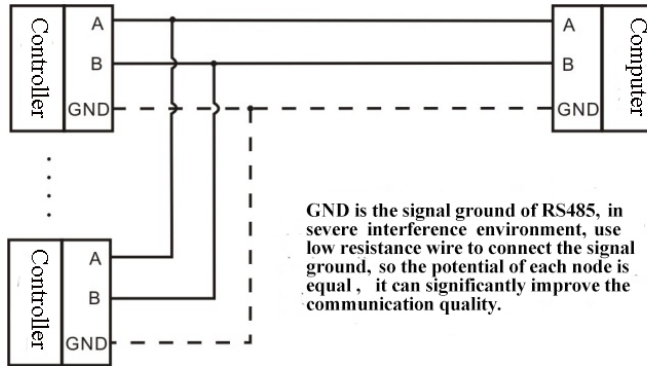 Controller
A
B
GND
A
B
GND
Computer
Controller
A
B
GND
GND is the signal ground of RS485, in
severe interference environment, use
low resistance wire to connect the signal
ground, so the potential of each node is
equal , it can significantly improve the
communication quality.